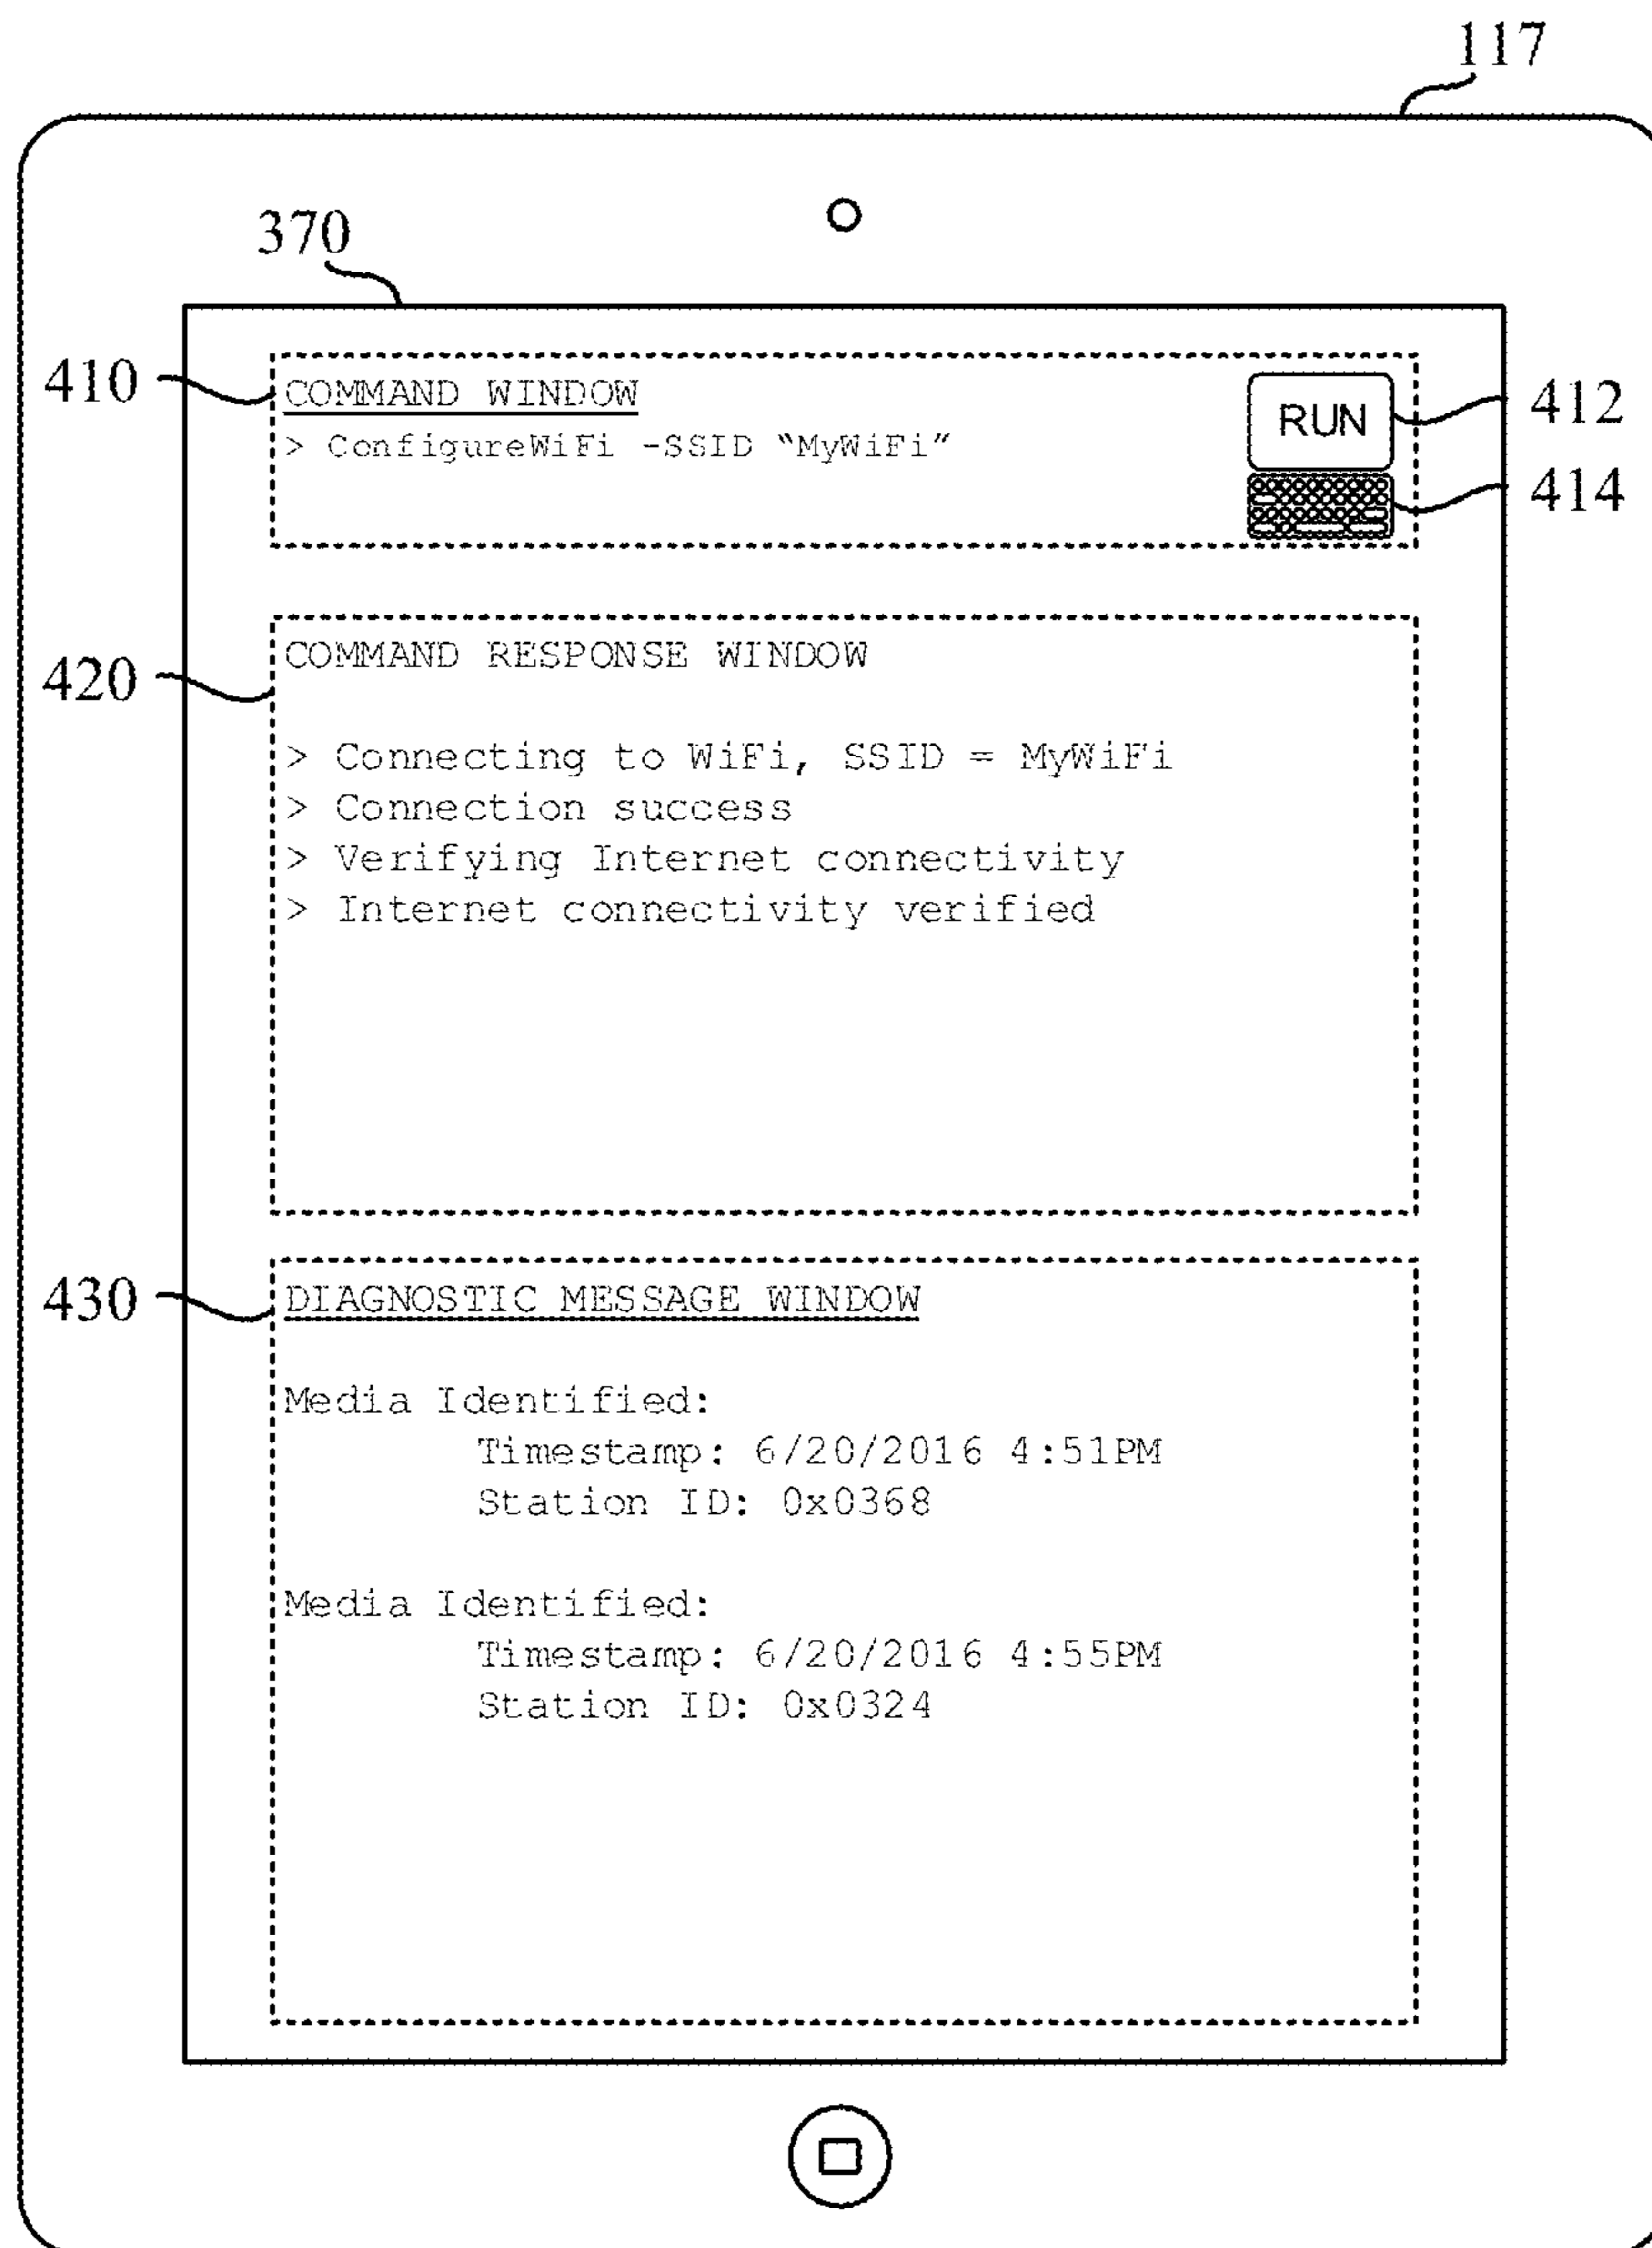 117
370
410
COMMAND WINDOW
RUN
412
> ConfigureWiFi -SSID “MyWiFi”
414
COMMAND RESPONSE WINDOW
420
> Connecting to WiFi, SSID = MyWiFi
> Connection success
> Verifying Internet connectivity
> Internet connectivity verified
430
DIAGNOSTIC MESSAGE WINDOW
Media Identified:
Timestamp: 6/20/2016 4:51PM
Station ID: 0x0368
Media Identified:
Timestamp: 6/20/2016 4:55PM
Station ID: 0x0324